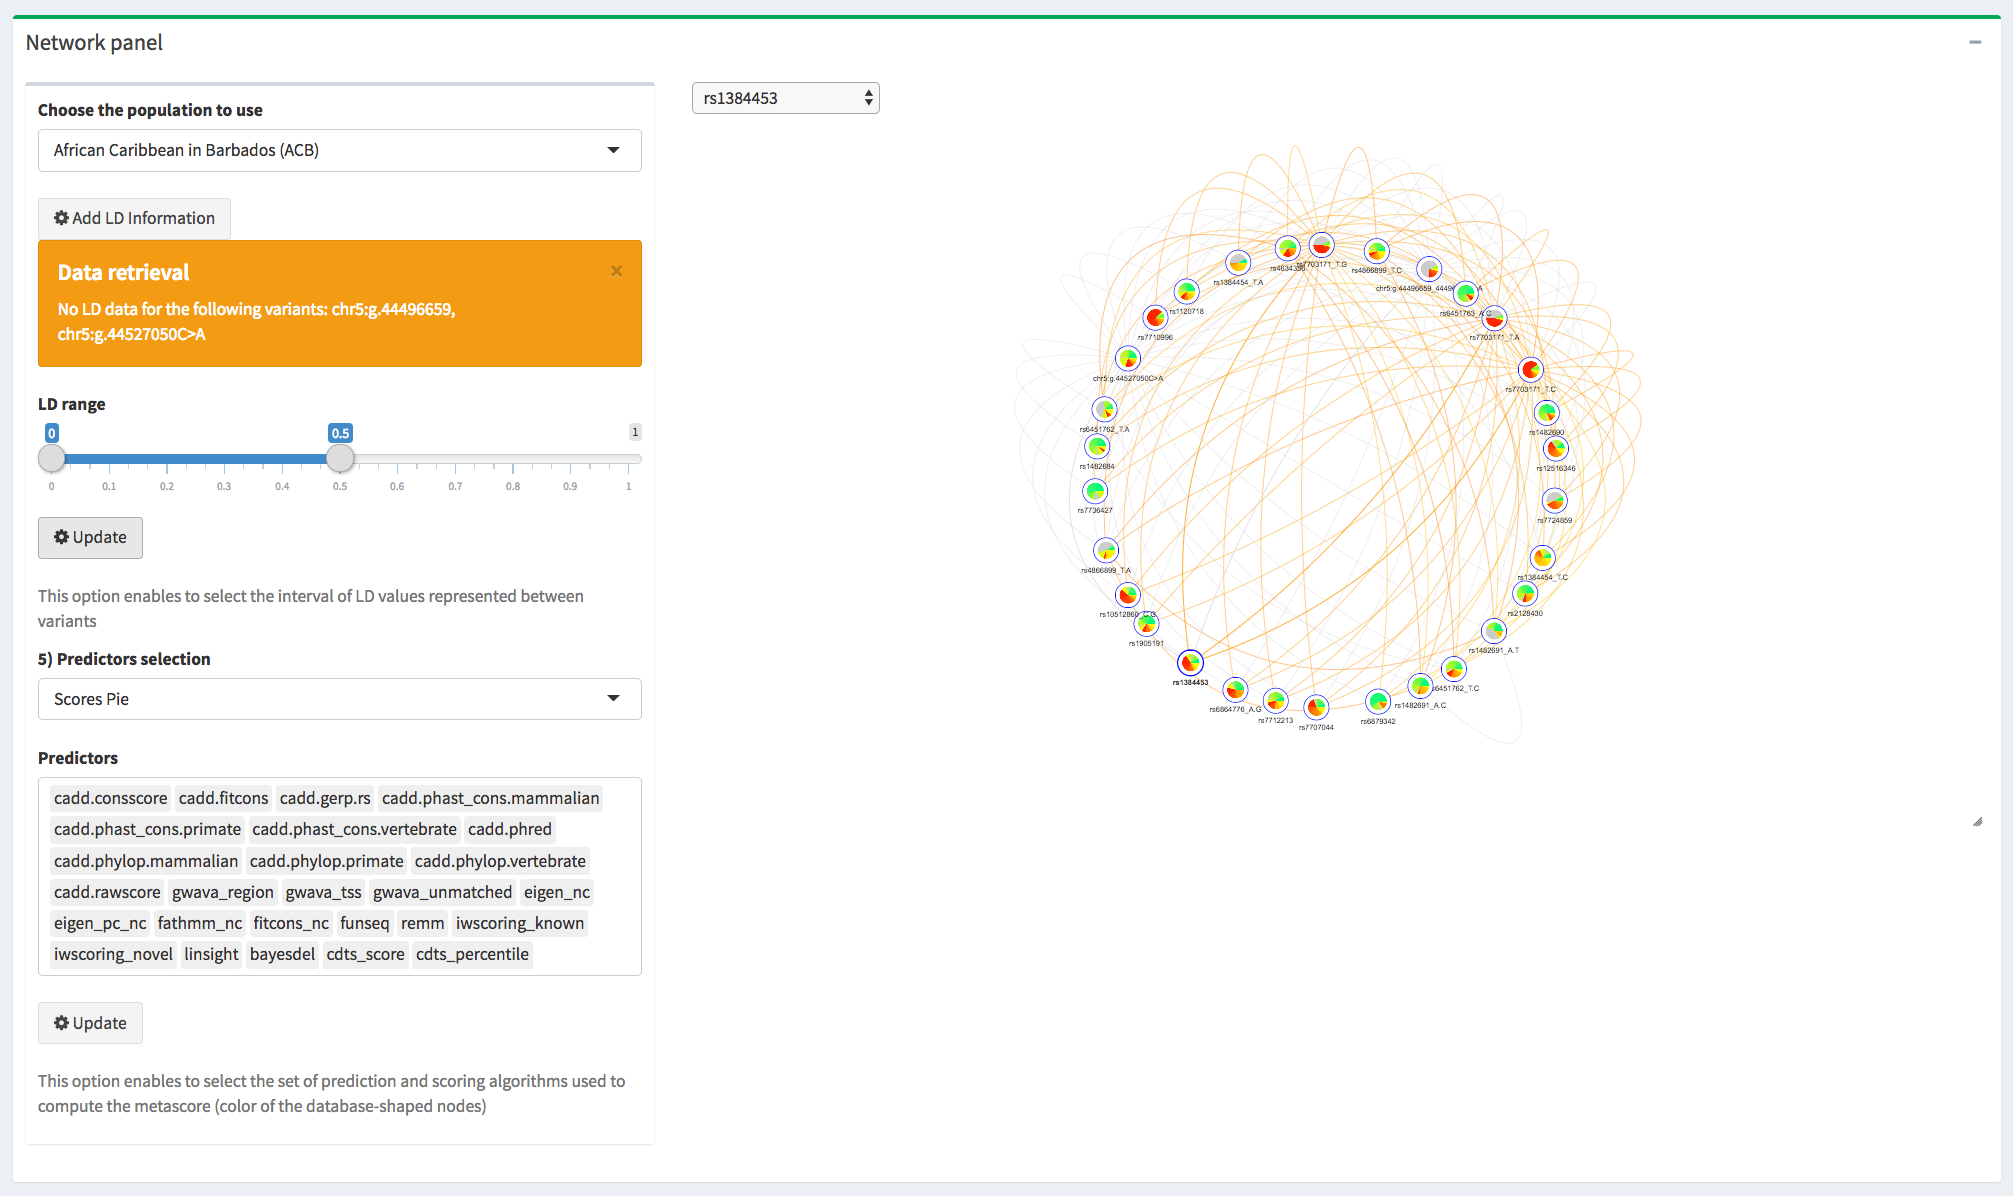 Network panel
Choose the population to use
African Caribbean in Barbados (ACB)
Add LD Information
Data retrieval
×
No LD data for the following variants: chr5:g.44496659,
chr5:g.44527050C>A
LD range
0
0.5
1
0 0.1 0.2 0.3 0.4 0.5 0.6 0.7 0.8 0.9 1
Update
This option enables to select the interval of LD values represented between
variants
5) Predictors selection
Scores Pie
Predictors
cadd.consscore cadd.fitcons cadd.gerp.rs cadd.phast_cons.mammalian
cadd.phast_cons.primate cadd.phast_cons.vertebrate cadd.phred
cadd.phylop.mammalian cadd.phylop.primate cadd.phylop.vertebrate
cadd.rawscore gwava_region gwava_tss gwava_unmatched eigen_nc
eigen_pc_nc fathmm_nc fitcons_nc funseq remm iwscoring_known
iwscoring_novel linsight bayesdel cdts_score cdts_percentile
Update
This option enables to select the set of prediction and scoring algorithms used to
compute the metascore (color of the database-shaped nodes)
rs1384453
rs7703171_T.G
rs4866899_T.C
rs1384454_T.A
rs1120718
rs6451763_A.C
rs7710996
rs7703171_T.A
chr5:g.44527050C>A
rs7703171_T.C
rs6451762_T.A
rs1482690
rs1482684
rs12516346
rs7736427
rs7724859
rs4866899_T.A
rs1384454_T.C
rs10512860_C.G
rs2128430
rs1905191
rs1482691_A.T
rs1384453
rs6451762_T.C
rs6864776_A.G
rs1482691_A.C
rs7712213
rs7707044
rs6879342